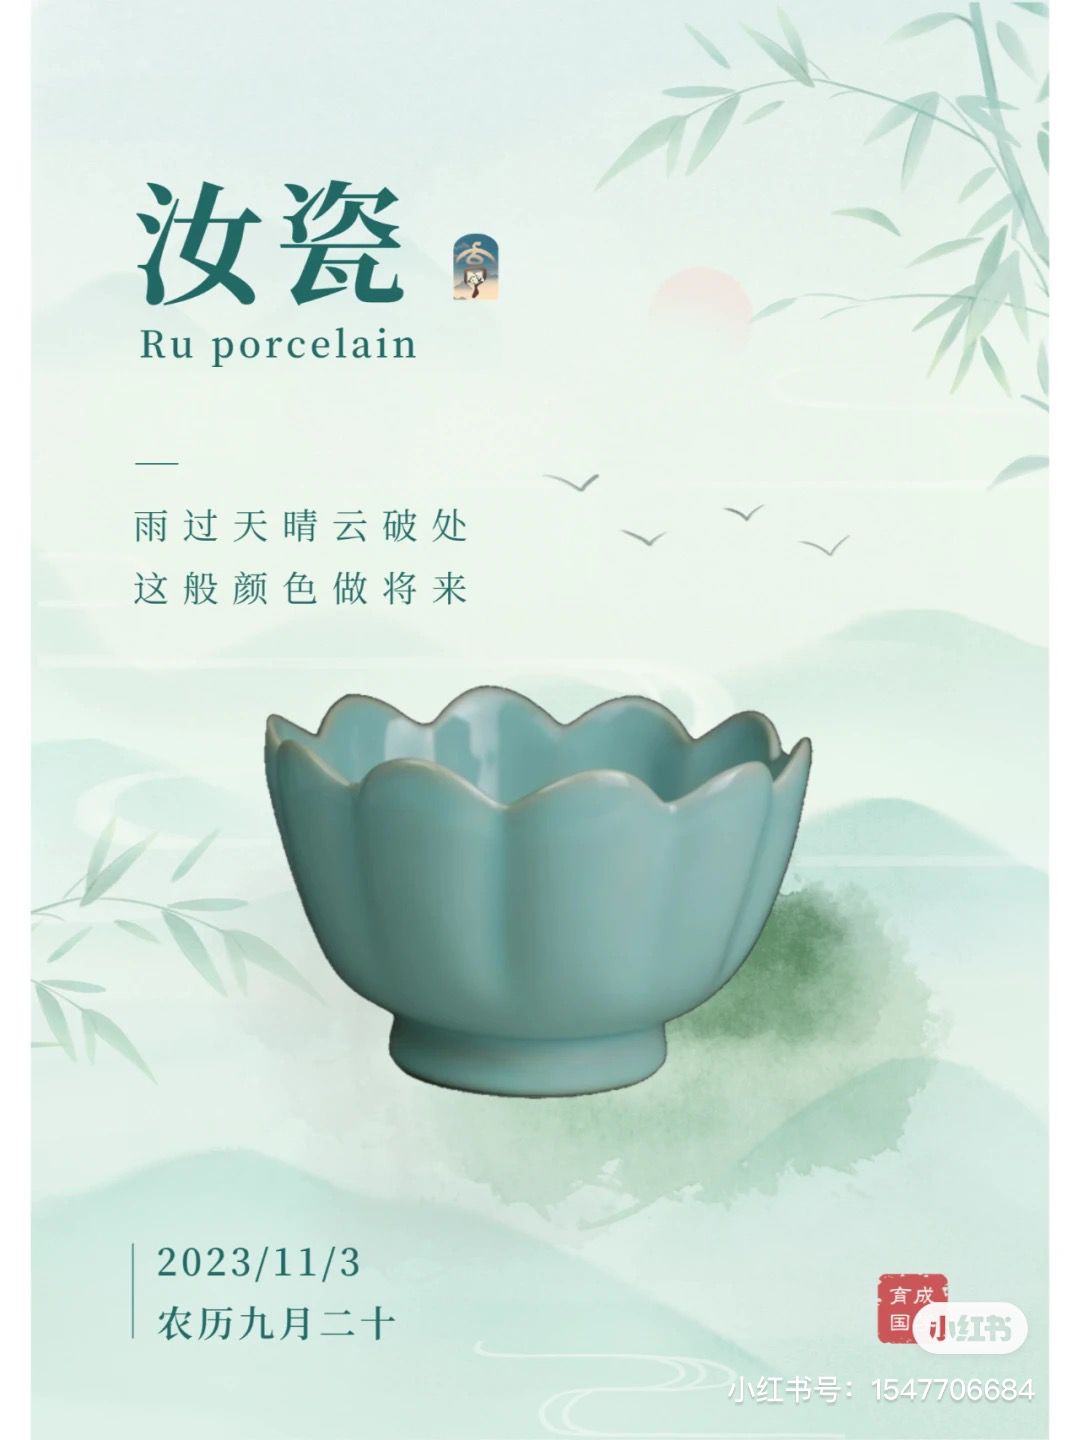 汝瓷
Ru porcelain
雨过天晴云破处
这般颜色做将来
2023/11/3
农历九月二十
育成
国
小红书
小红书号：1547706684